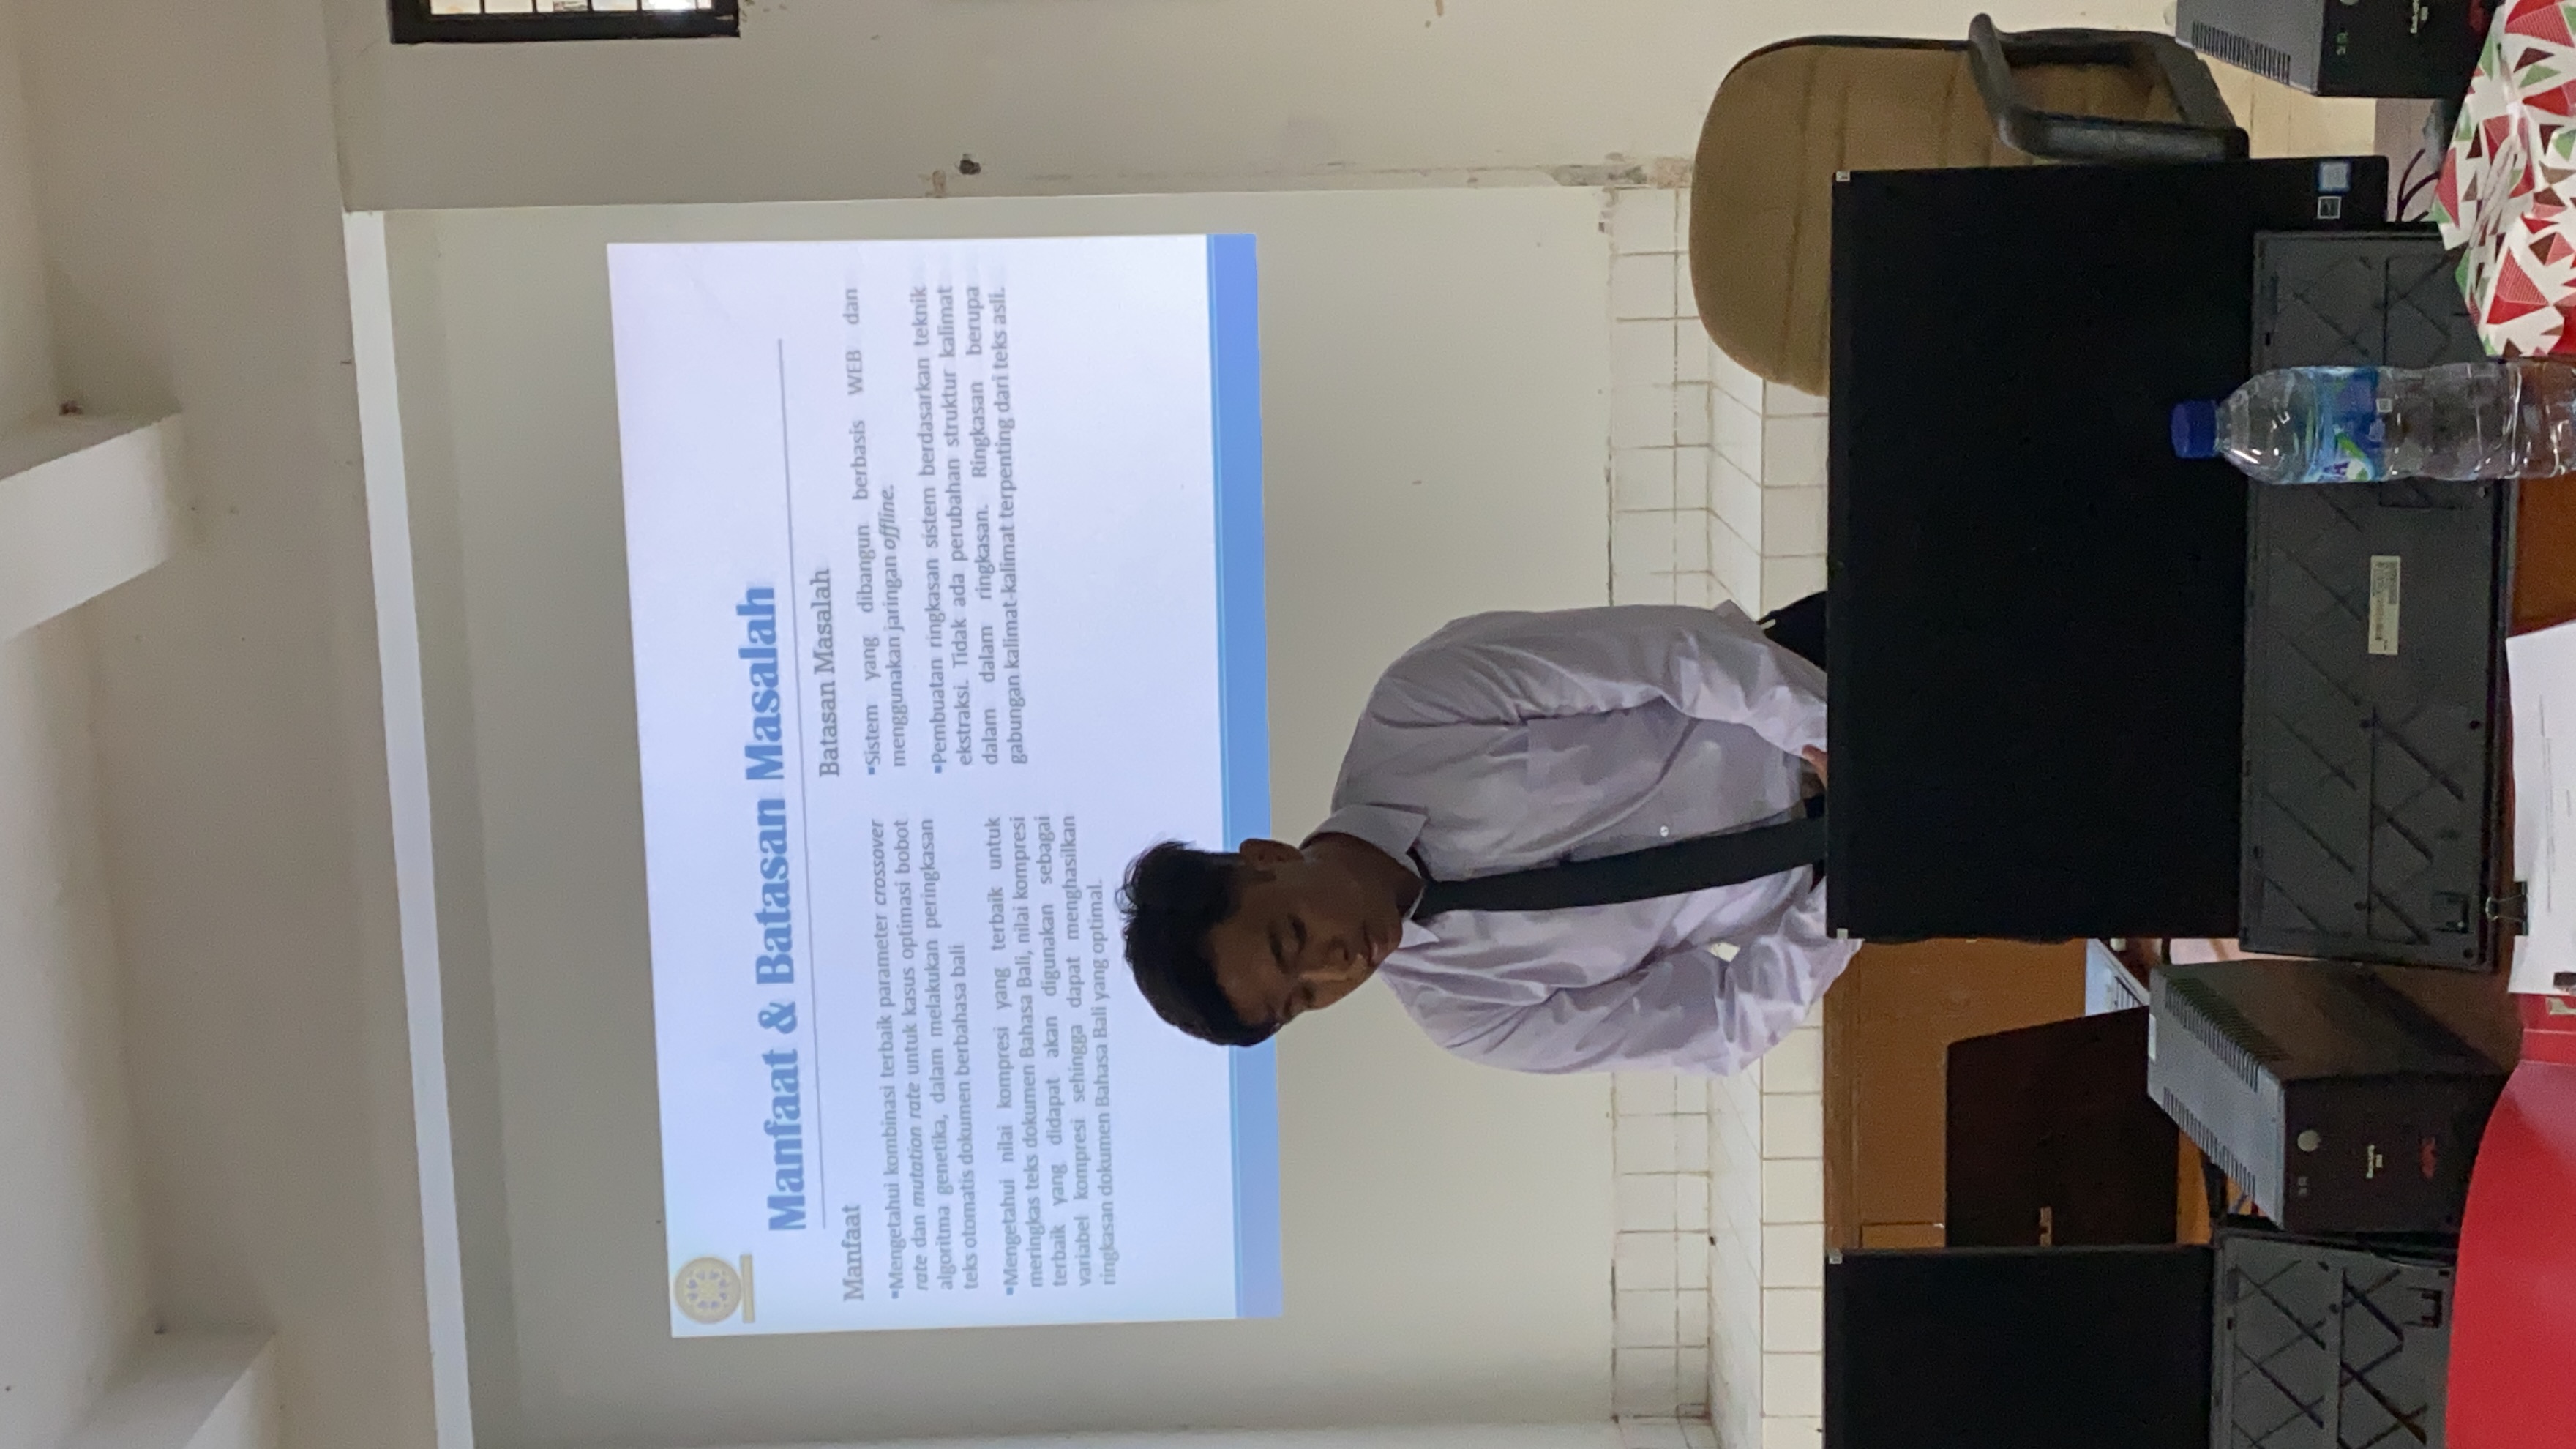 Manfaat & Batasan Masalah
Manfaat
▪Mengetahui kombinasi terbaik parameter crossover
rate dan mutation rate untuk kasus optimasi bobot
algoritma genetika, dalam melakukan peringkasan
teks otomatis dokumen berbahasa bali
▪Mengetahui nilai kompresi yang terbaik untuk
meringkas teks dokumen Bahasa Bali, nilai kompresi
terbaik yang didapat akan digunakan sebagai
variabel kompresi sehingga dapat menghasilkan
ringkasan dokumen Bahasa Bali yang optimal.
Batasan Masalah
▪Sistem yang dibangun berbasis WEB dan
menggunakan jaringan offline.
▪Pembuatan ringkasan sistem berdasarkan teknik
ekstraksi. Tidak ada perubahan struktur kalimat
dalam dalam ringkasan. Ringkasan berupa
gabungan kalimat-kalimat terpenting dari teks asli.
APC